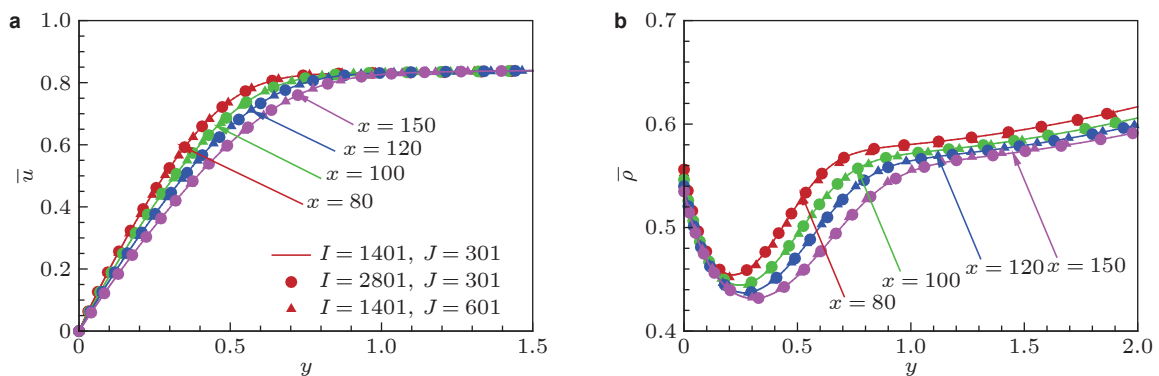 a
1.0
0.8
0.6
0.4
0.2
0
u̅
0
0.5
1.0
1.5
y
x = 150
x = 120
x = 100
x = 80
I = 1401, J = 301
I = 2801, J = 301
I = 1401, J = 601
b
0.7
0.6
0.5
0.4
ρ̅
0
0.5
1.0
1.5
2.0
y
x = 120
x = 150
x = 100
x = 80